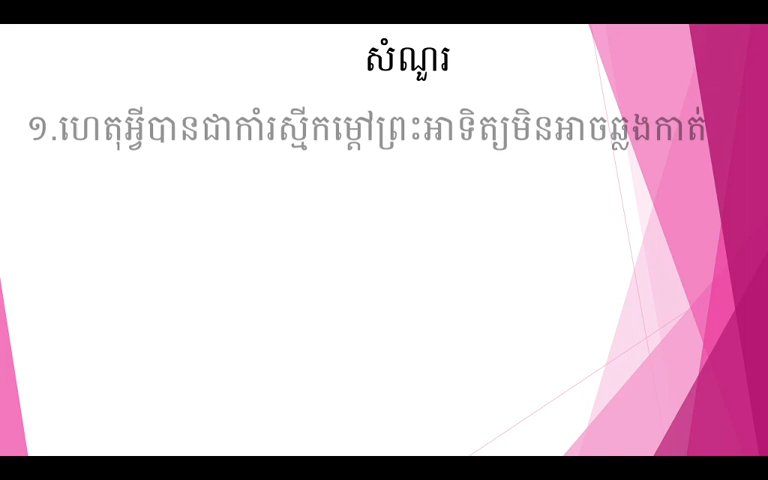 សំណួរ
១.ហេតុអ្វីបានជាកាំរស្មីកម្តៅព្រះអាទិត្យមិនអាចឆ្លងកាត់